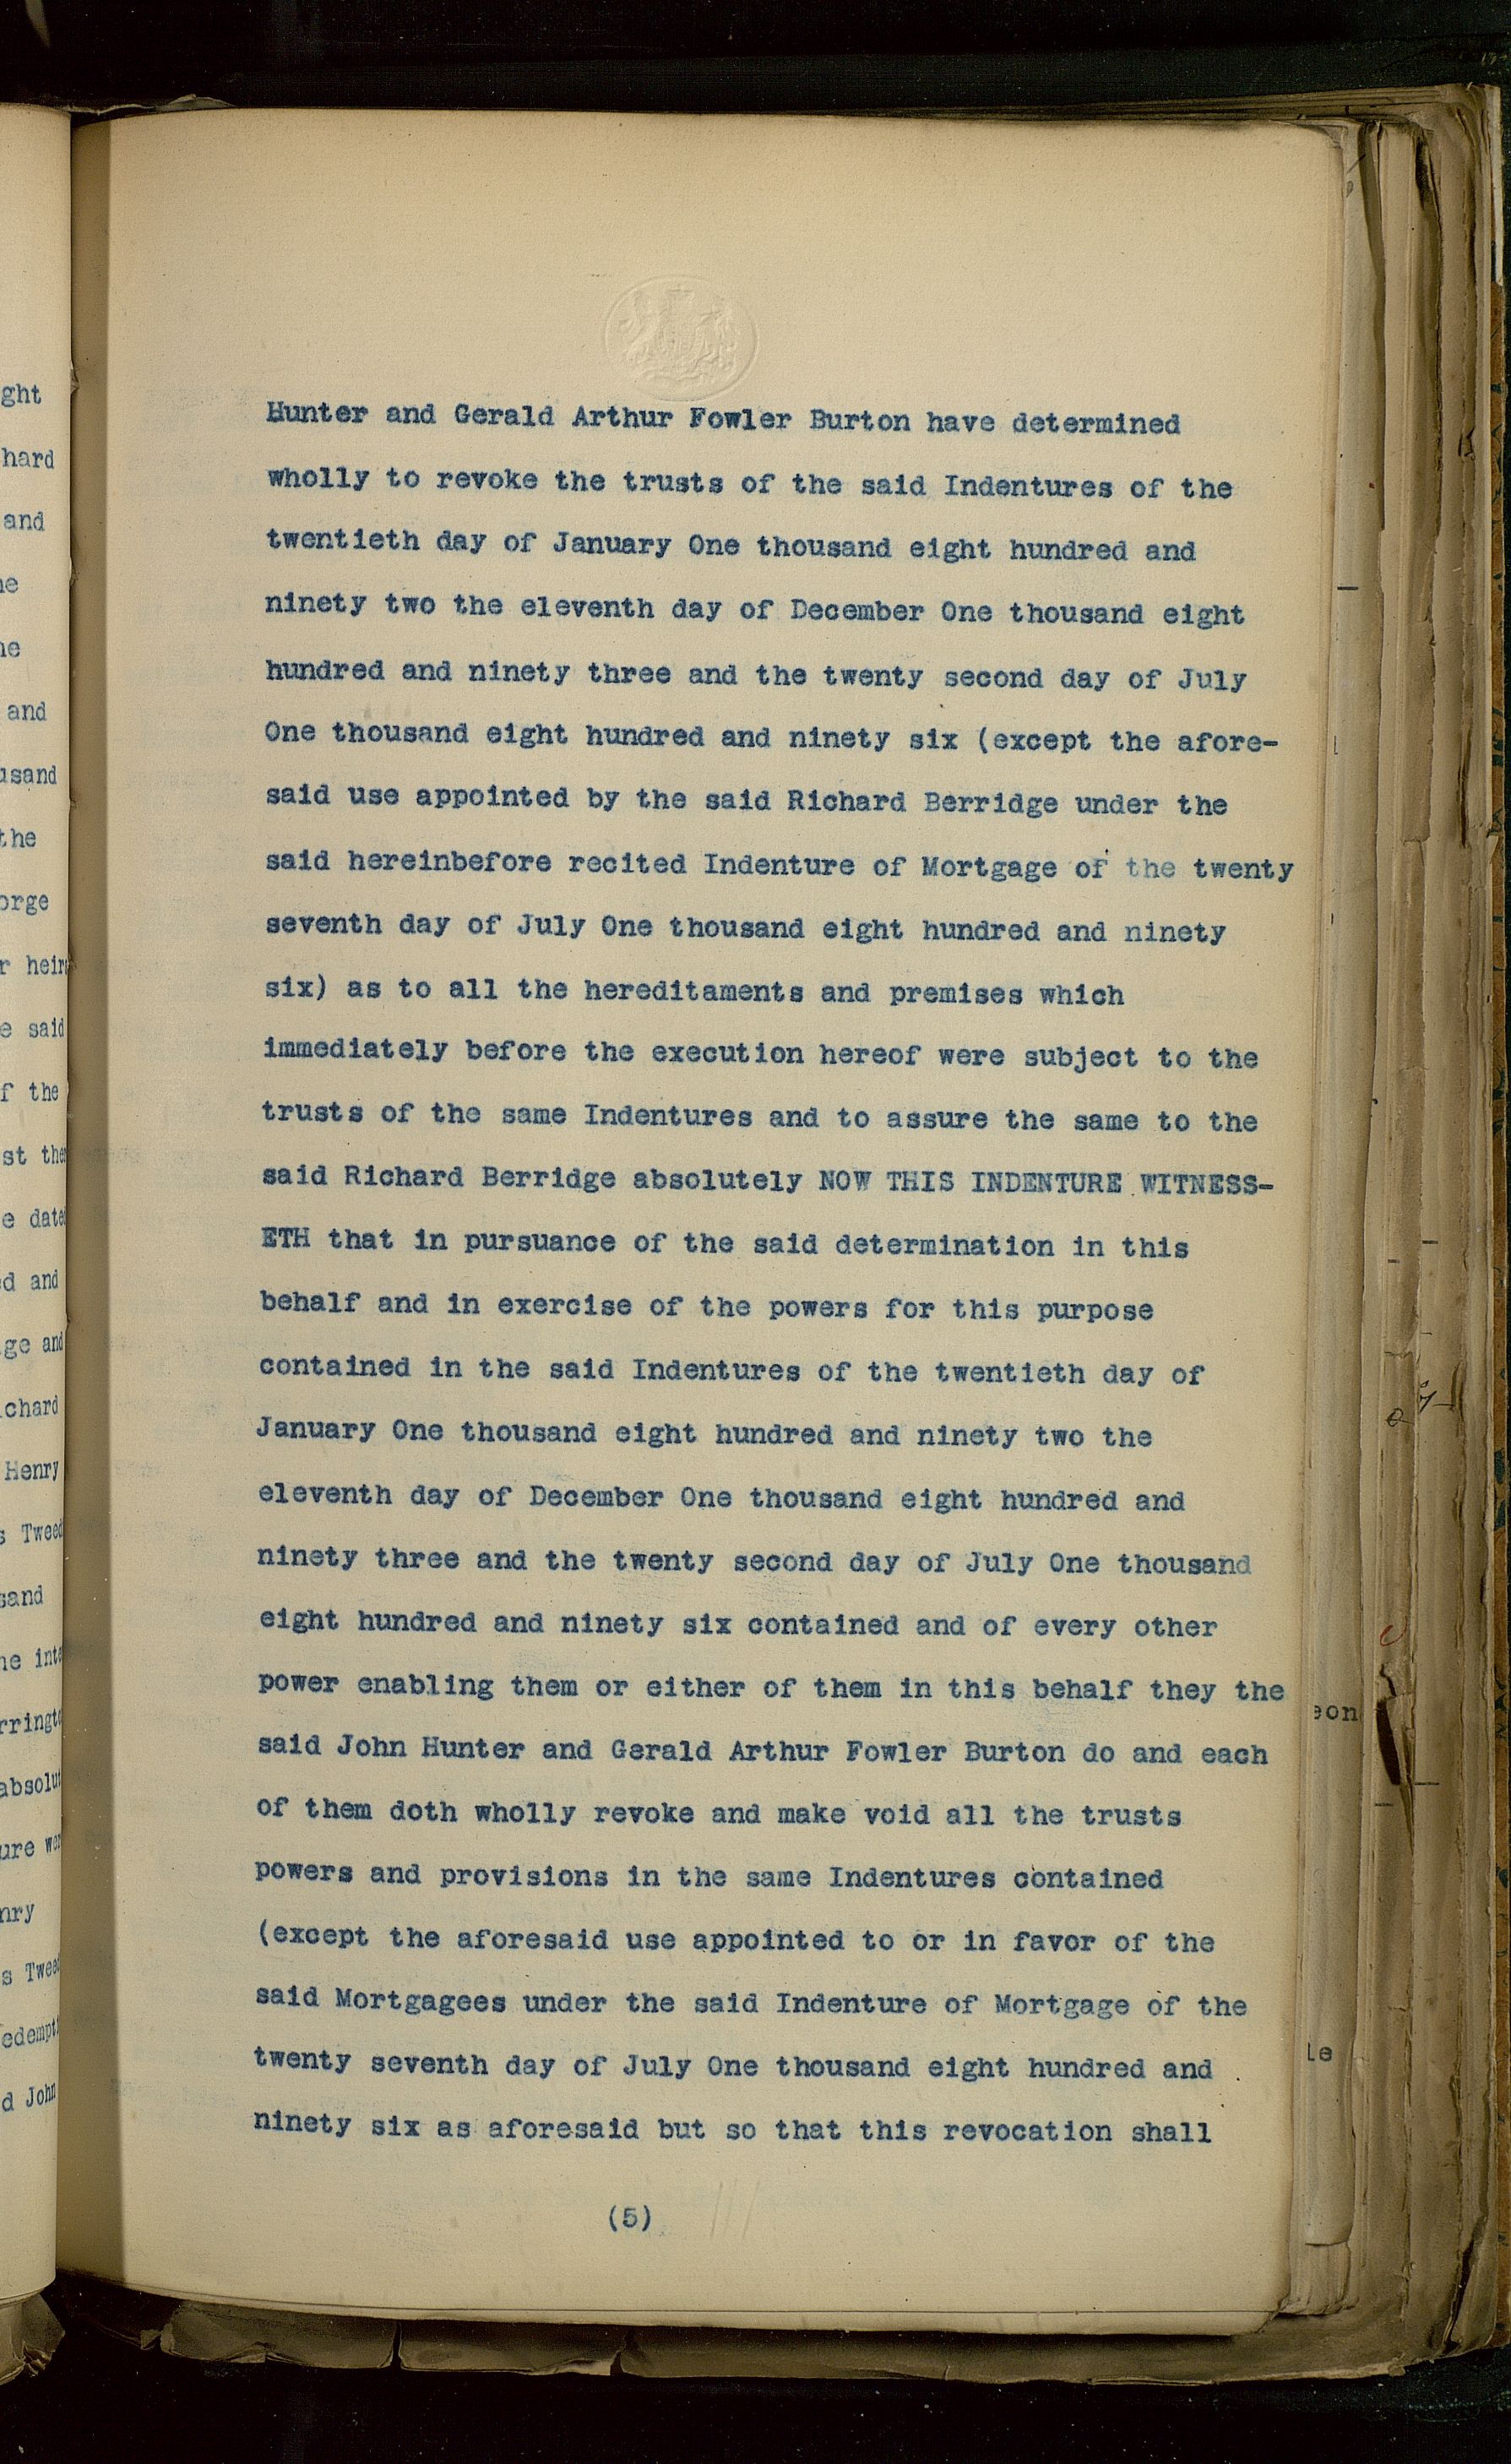 Hunter and Gerald Arthur Fowler Burton have determined
wholly to revoke the trusts of the said Indentures of the
twentieth day of January One thousand eight hundred and
ninety two the eleventh day of December One thousand eight
hundred and ninety three and the twenty second day of July
One thousand eight hundred and ninety six (except the afore-
said use appointed by the said Richard Berridge under the
said hereinbefore recited Indenture of Mortgage of the twenty
seventh day of July One thousand eight hundred and ninety
six) as to all the hereditaments and premises which
immediately before the execution hereof were subject to the
trusts of the same Indentures and to assure the same to the
said Richard Berridge absolutely NOW THIS INDENTURE WITNESS-
ETH that in pursuance of the said determination in this
behalf and in exercise of the powers for this purpose
contained in the said Indentures of the twentieth day of
January One thousand eight hundred and ninety two the
eleventh day of December One thousand eight hundred and
ninety three and the twenty second day of July One thousand
eight hundred and ninety six contained and of every other
power enabling them or either of them in this behalf they the
said John Hunter and Gerald Arthur Fowler Burton do and each
of them doth wholly revoke and make void all the trusts
powers and provisions in the same Indentures contained
(except the aforesaid use appointed to or in favor of the
said Mortgagees under the said Indenture of Mortgage of the
twenty seventh day of July One thousand eight hundred and
ninety six as aforesaid but so that this revocation shall
(5)